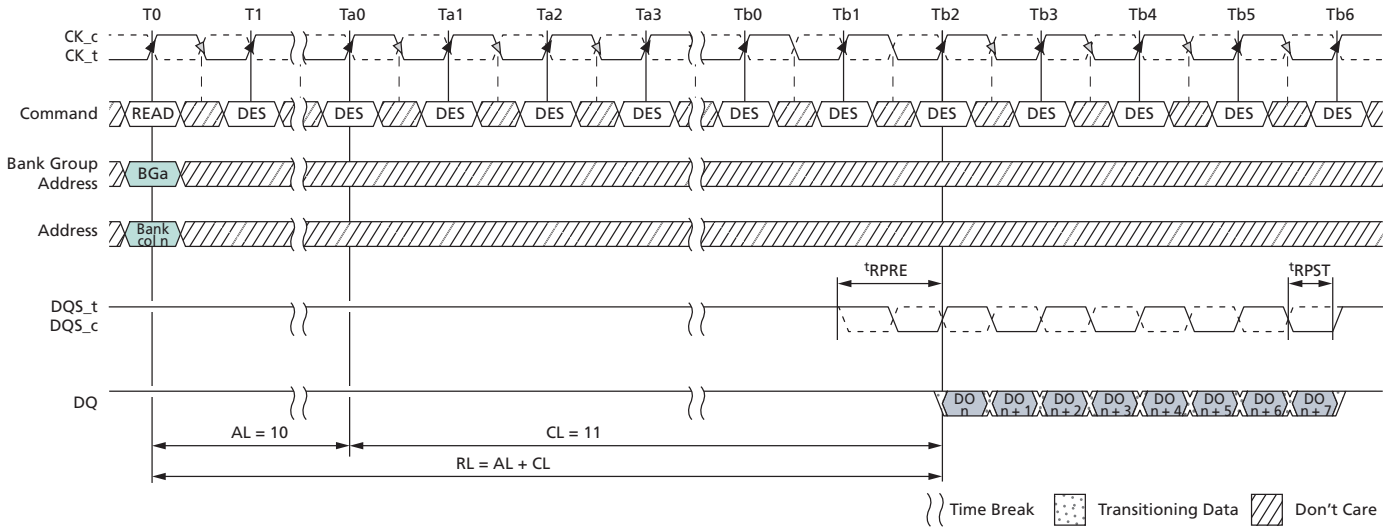 T0 T1 Ta0 Ta1 Ta2 Ta3 Tb0 Tb1 Tb2 Tb3 Tb4 Tb5 Tb6
CK_c
CK_t
Command READ DES DES DES DES DES DES DES DES DES DES DES DES
Bank Group
Address
BGa
Address
Bank
col n
tRPRE tRPST
DQS_t
DQS_c
DQ
DO DO DO DO DO DO DO DO
n n + 1 n + 2 n + 3 n + 4 n + 5 n + 6 n + 7
AL = 10 CL = 11
RL = AL + CL
Time Break Transitioning Data Don't Care